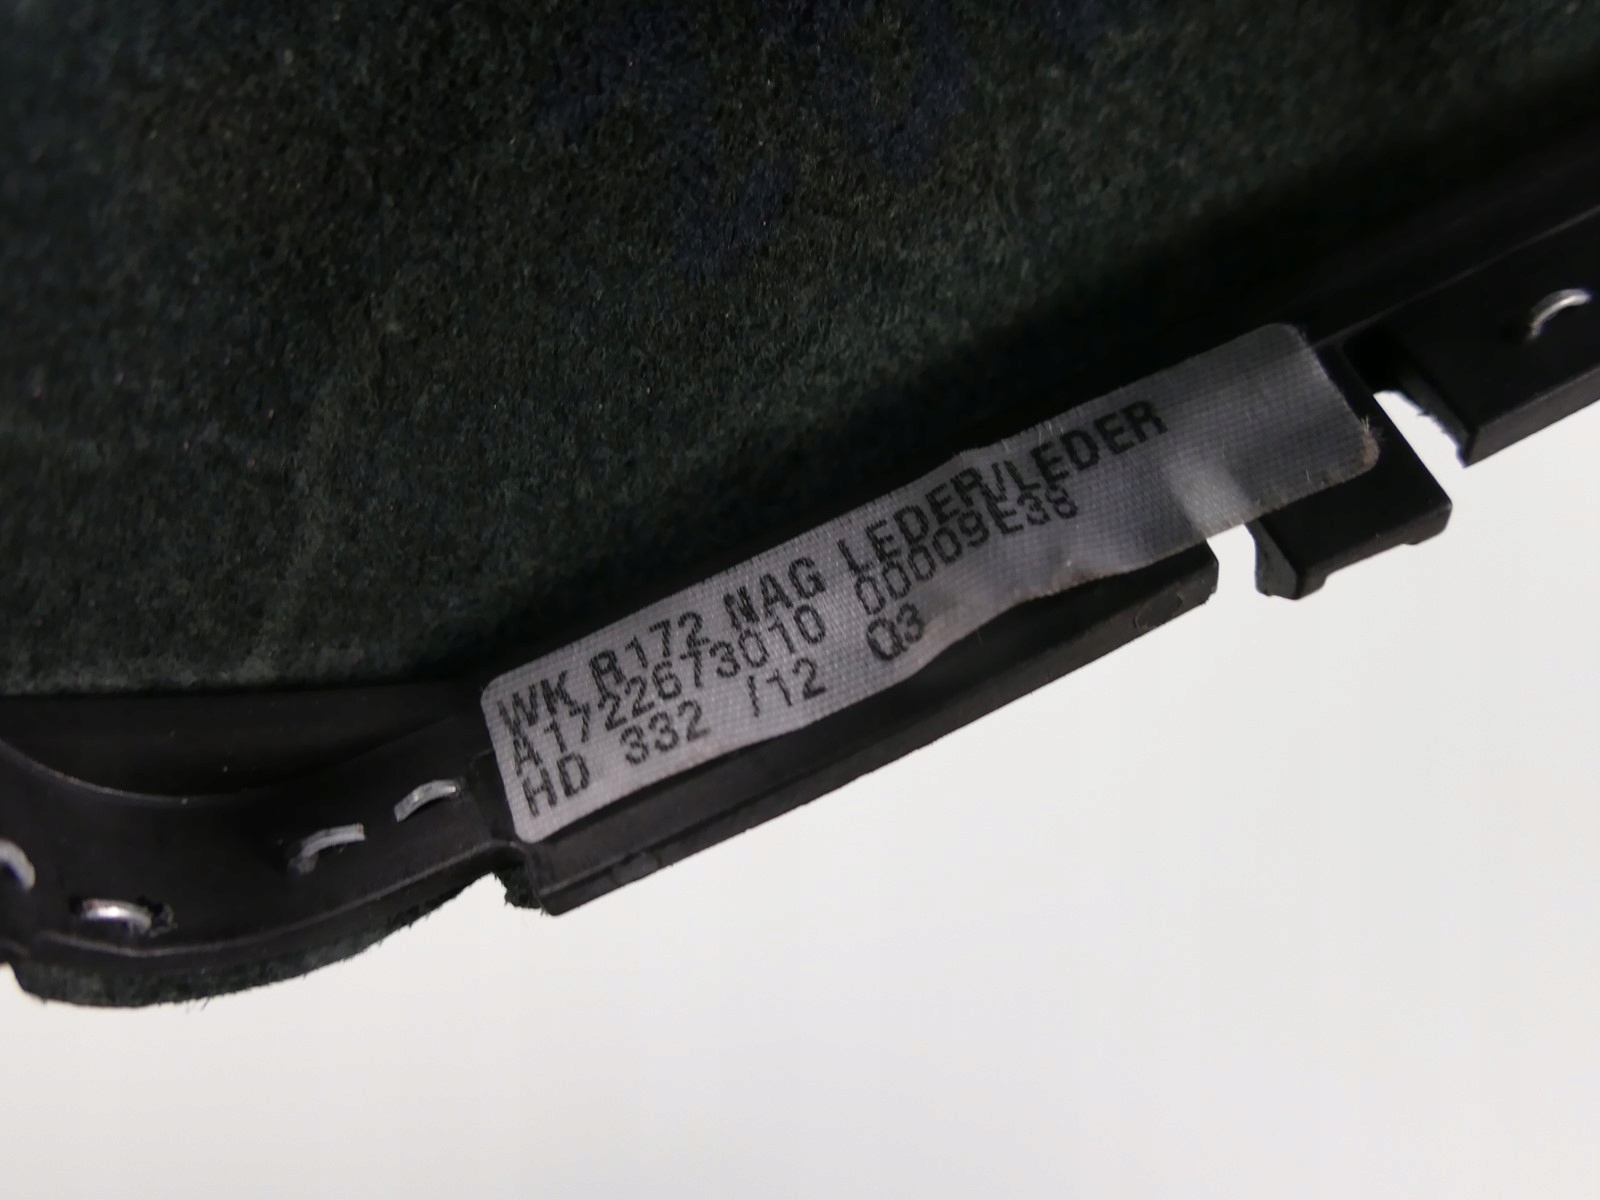 WK R172 NAG LEDER/LEDER
A1722673010 00009E38
HD 332 /12 Q3